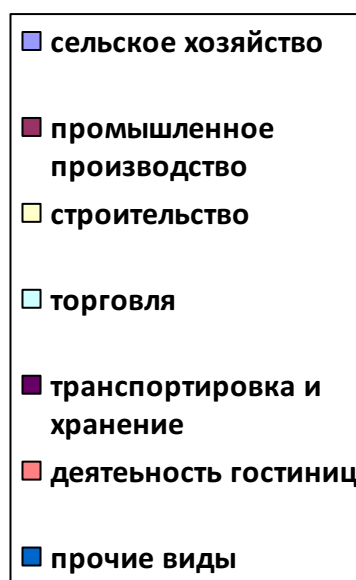 сельское хозяйство
промышленное
производство
строительство
торговля
транспортировка и
хранение
деятеьность гостиниц
прочие виды